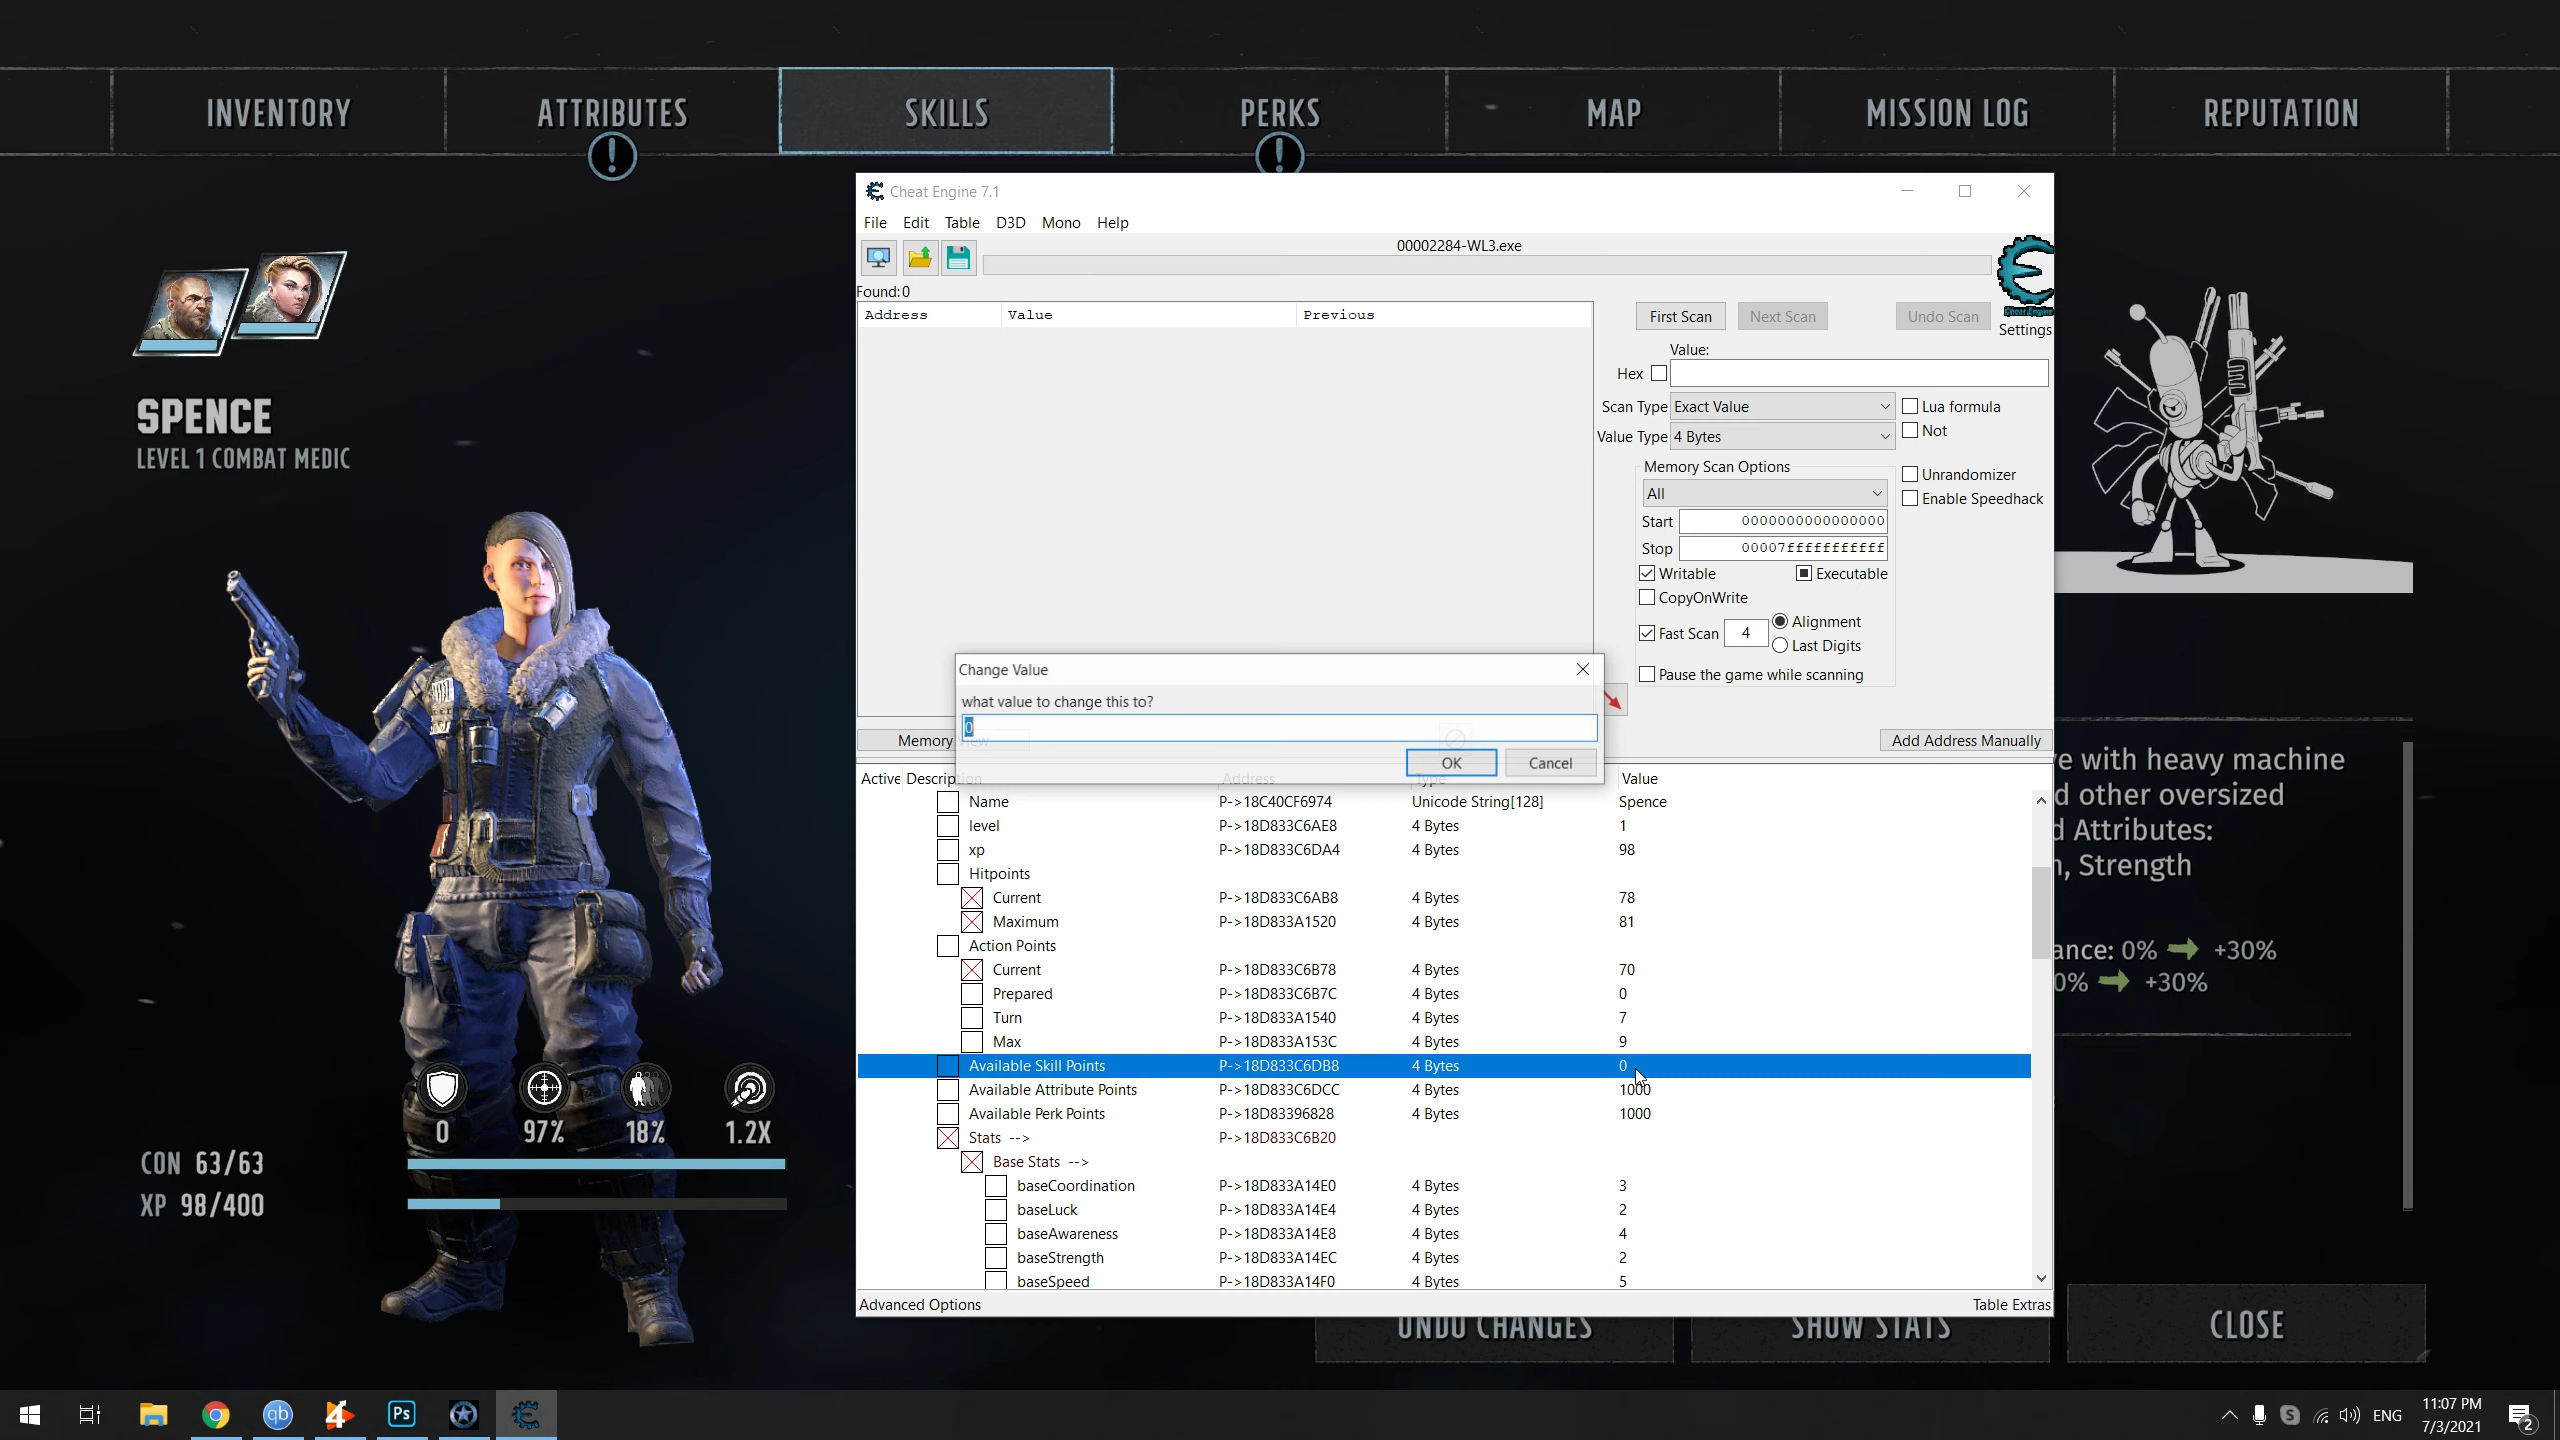 INVENTORY
ATTRIBUTES
SKILLS
PERKS
MAP
MISSION LOG
REPUTATION
SPENCE
LEVEL 1 COMBAT MEDIC
0
97%
18%
1.2X
CON 63/63
XP 98/400
Cheat Engine 7.1
File Edit Table D3D Mono Help
00002284-WL3.exe
Found:0
Address Value Previous
First Scan Next Scan Undo Scan
Cheat Engine
Settings
Value:
Hex
Scan Type Exact Value
Lua formula
Value Type 4 Bytes
Not
Memory Scan Options
All
Unrandomizer
Enable Speedhack
Start 0000000000000000
Stop 00007fffffffffff
Writable Executable
CopyOnWrite
Fast Scan 4
Alignment
Last Digits
Pause the game while scanning
Change Value
what value to change this to?
0
OK Cancel
Memory
Add Address Manually
Active Description Address Type Value
Name P->18C40CF6974 Unicode String[128] Spence
level P->18D833C6AE8 4 Bytes 1
xp P->18D833C6DA4 4 Bytes 98
Hitpoints
Current P->18D833C6AB8 4 Bytes 78
Maximum P->18D833A1520 4 Bytes 81
Action Points
Current P->18D833C6B78 4 Bytes 70
Prepared P->18D833C6B7C 4 Bytes 0
Turn P->18D833A1540 4 Bytes 7
Max P->18D833A153C 4 Bytes 9
Available Skill Points P->18D833C6DB8 4 Bytes 0
Available Attribute Points P->18D833C6DCC 4 Bytes 1000
Available Perk Points P->18D83396828 4 Bytes 1000
Stats --> P->18D833C6B20
Base Stats -->
baseCoordination P->18D833A14E0 4 Bytes 3
baseLuck P->18D833A14E4 4 Bytes 2
baseAwareness P->18D833A14E8 4 Bytes 4
baseStrength P->18D833A14EC 4 Bytes 2
baseSpeed P->18D833A14F0 4 Bytes 5
Advanced Options Table Extras
e with heavy machine
d other oversized
d Attributes:
n, Strength
ance: 0% +30%
0% +30%
UNDO CHANGES
SHOW STATS
CLOSE
qb
4
Ps
ENG
11:07 PM
7/3/2021
2